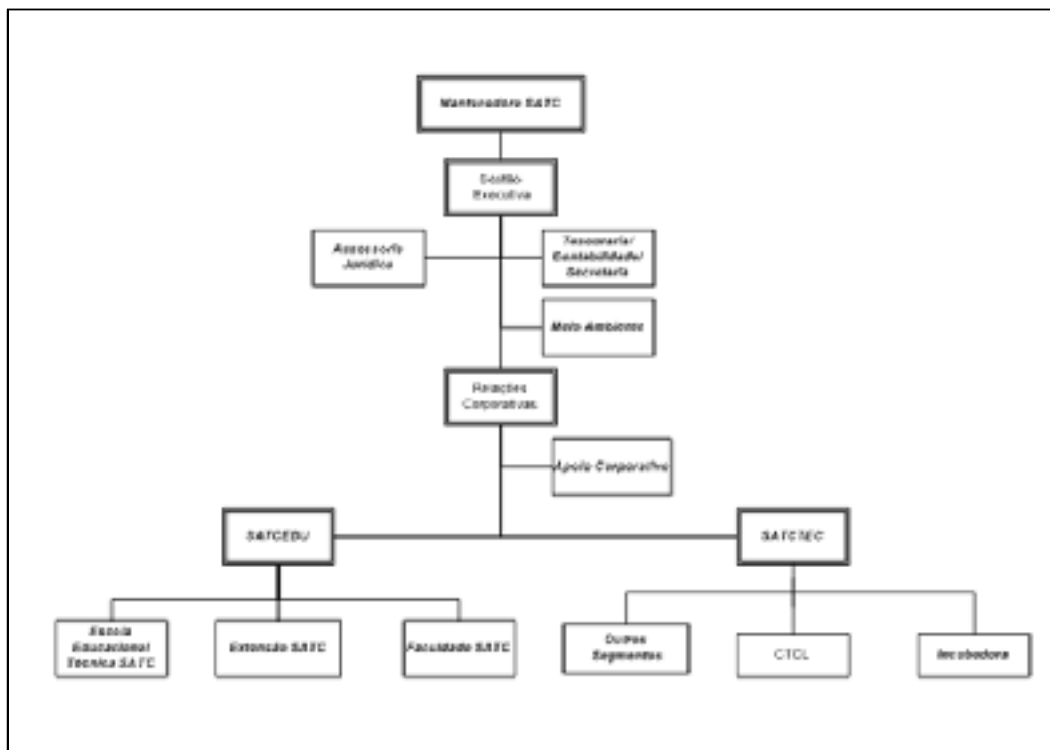 Mantenedora SATC
Gestão
Executiva
Assessoria
Jurídica
Tesouraria/
Contabilidade/
Secretaria
Meio Ambiente
Relações
Corporativas
Apoio Corporativo
SATCEDU
SATCTEC
Escola
Educacional
Técnica SATC
Extensão SATC
Faculdade SATC
Outros
Segmentos
CTCL
Incubadora